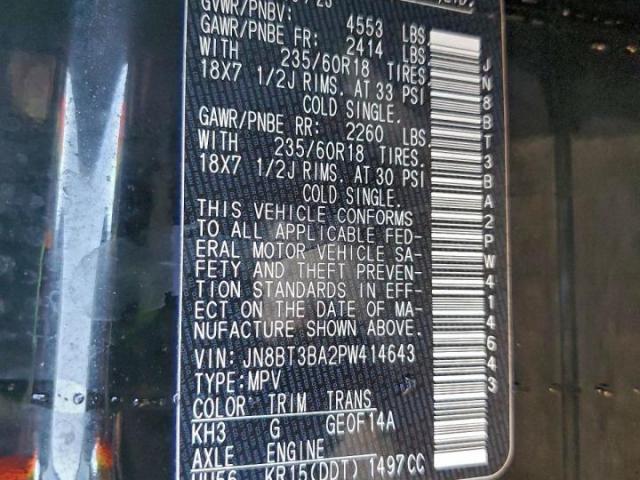 GVWR/PNBV: 4553 LBS
GAWR/PNBE FR: 2414 LBS
WITH 235/60R18 TIRES,
18X7 1/2J RIMS. AT 33 PSI
COLD SINGLE.
GAWR/PNBE RR: 2260 LBS.
WITH 235/60R18 TIRES.
18X7 1/2J RIMS. AT 30 PSI
COLD SINGLE.
THIS VEHICLE CONFORMS
TO ALL APPLICABLE FED-
ERAL MOTOR VEHICLE SA-
FETY AND THEFT PREVEN-
TION STANDARDS IN EFF-
ECT ON THE DATE OF MA-
NUFACTURE SHOWN ABOVE.
VIN: JN8BT3BA2PW414643
TYPE:MPV
COLOR TRIM TRANS
KH3 G GE0F14A
AXLE ENGINE
KR15(DDT) 1497CC
JN8BT3BA2PW414643